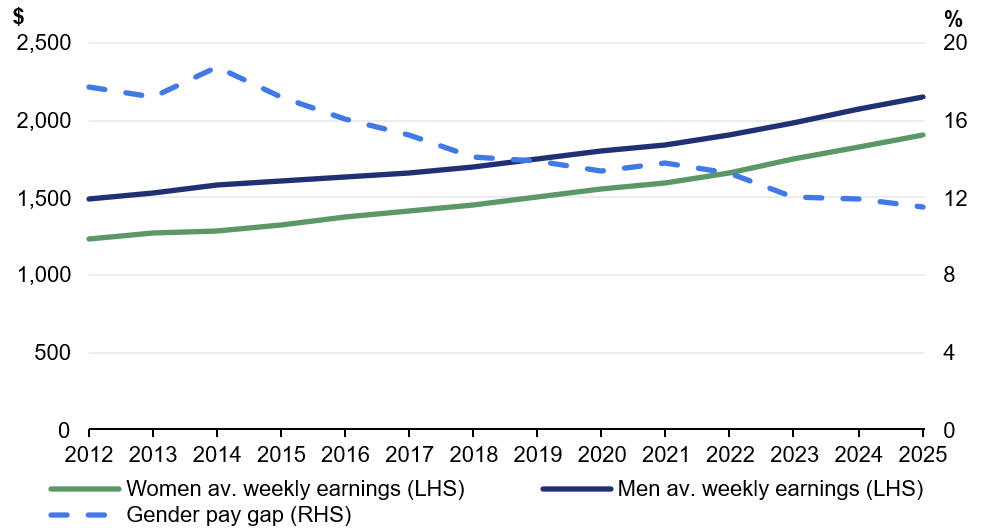 $ %
2,500 20
2,000 16
1,500 12
1,000 8
500 4
0 0
2012 2013 2014 2015 2016 2017 2018 2019 2020 2021 2022 2023 2024 2025
Women av. weekly earnings (LHS) Men av. weekly earnings (LHS)
Gender pay gap (RHS)